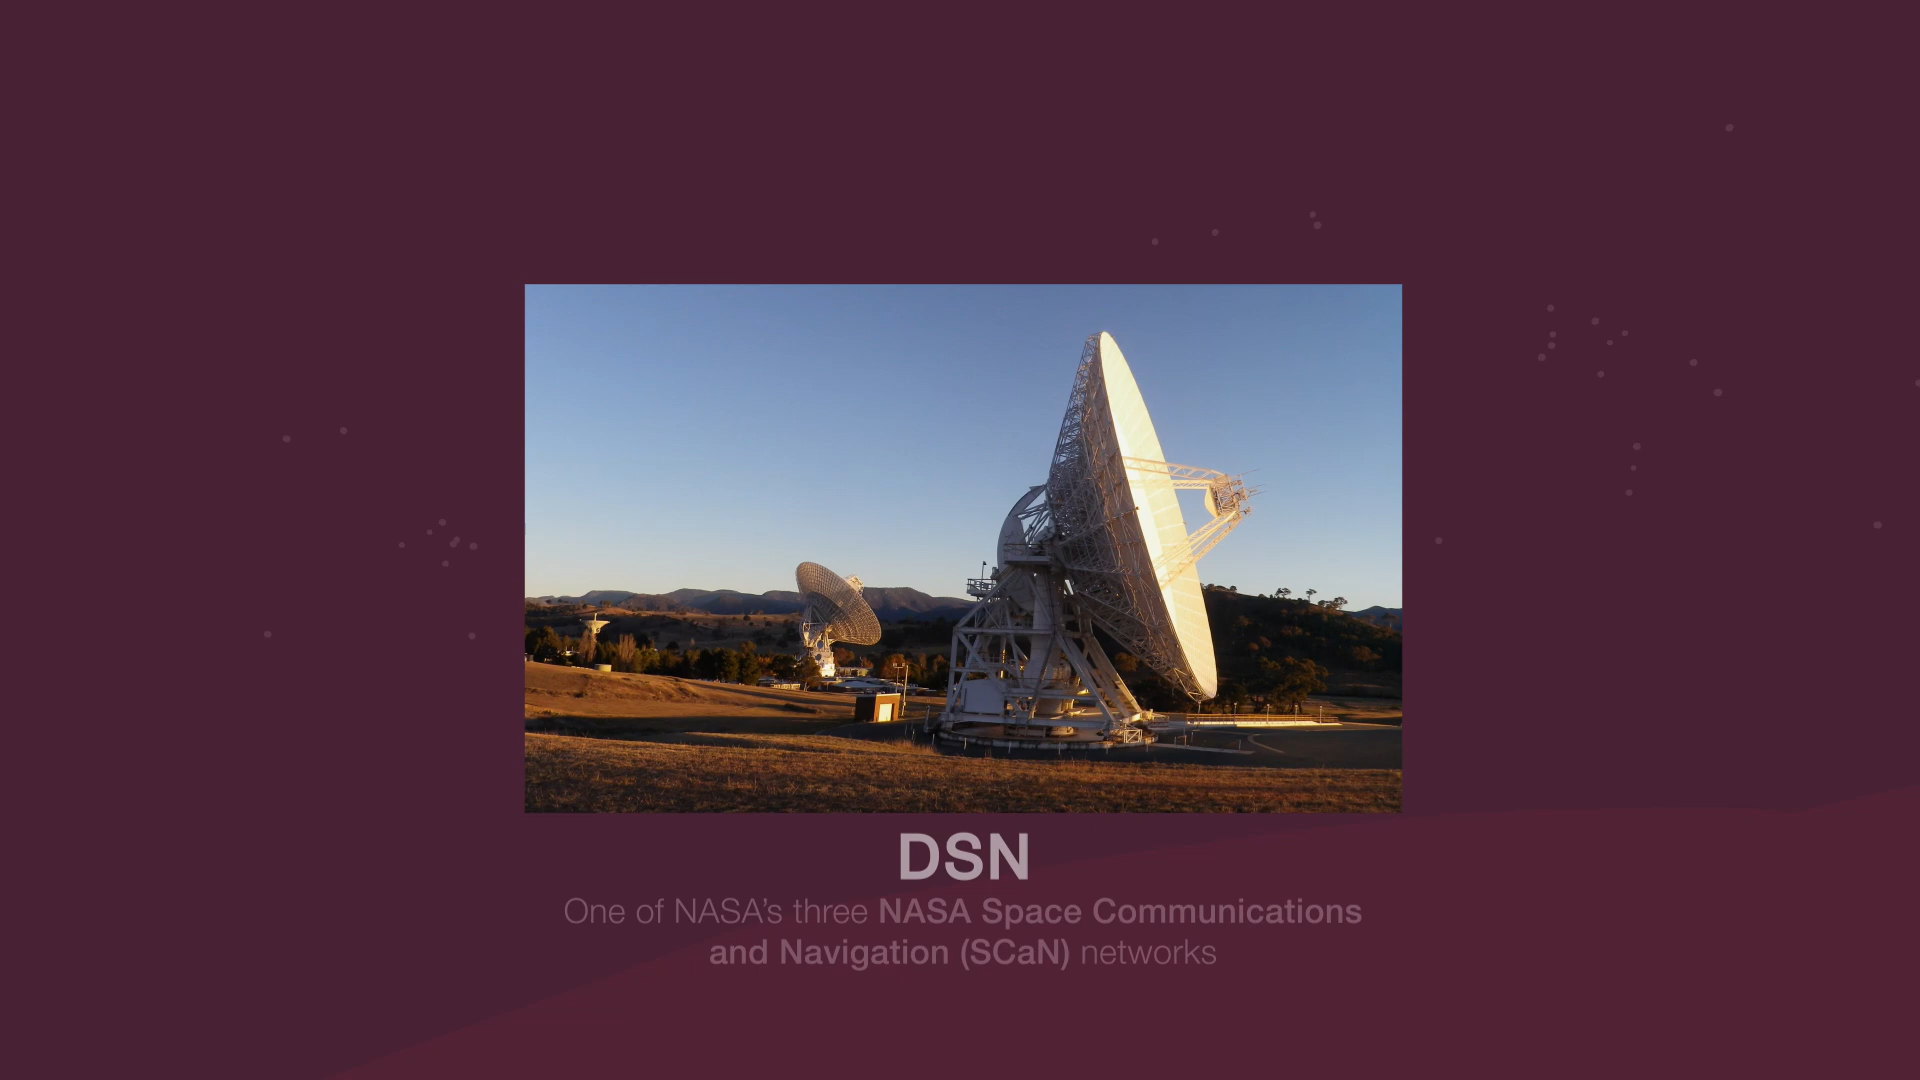 DSN
One of NASA's three NASA Space Communications
and Navigation (SCaN) networks